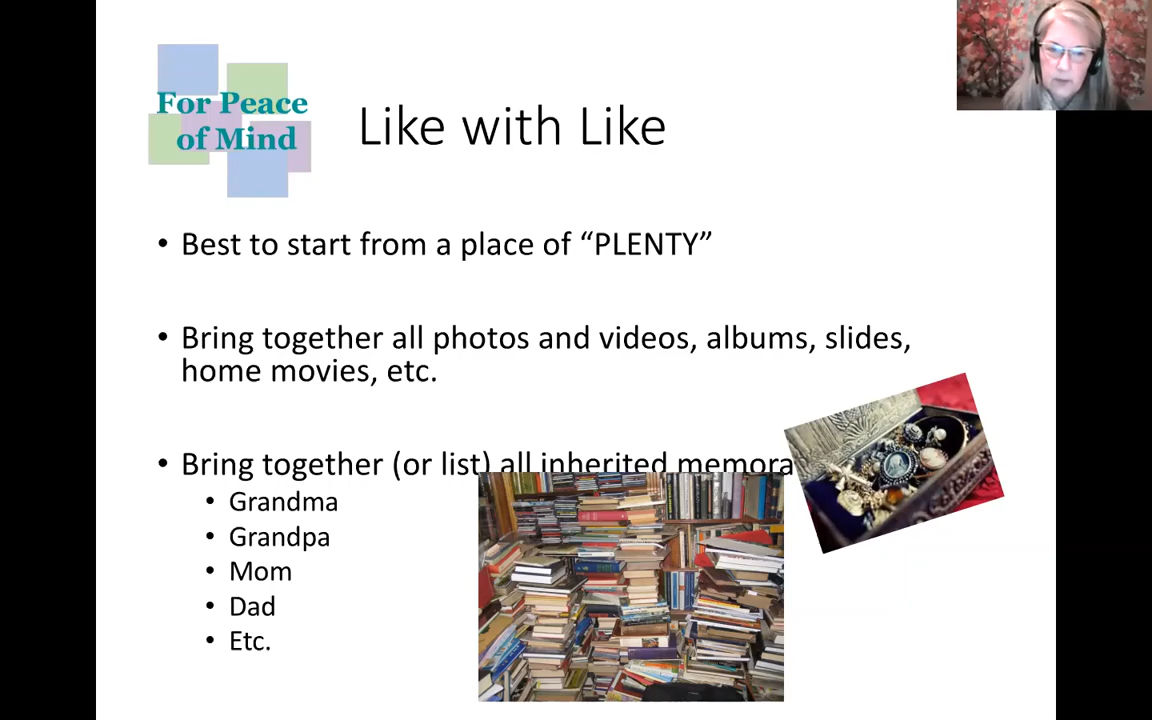 For Peace
of Mind
Like with Like
• Best to start from a place of “PLENTY”
• Bring together all photos and videos, albums, slides,
home movies, etc.
• Bring together (or list) all inherited
• Grandma
• Grandpa
• Mom
• Dad
• Etc.